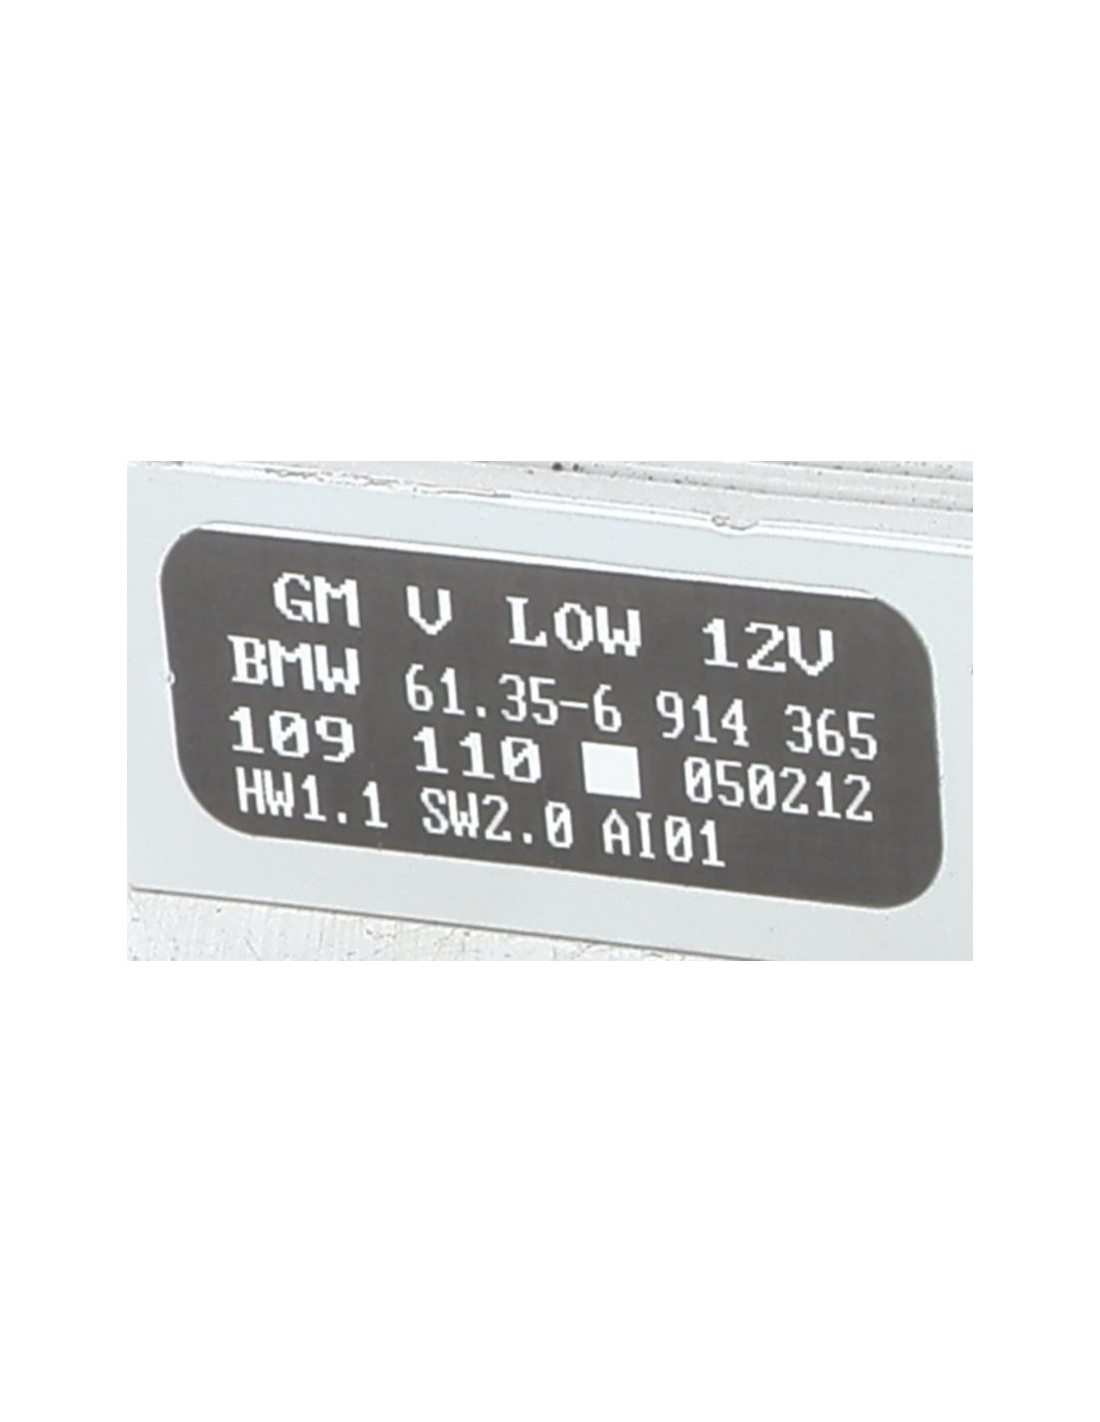 GM V LOW 12V
BMW 61.35-6 914 365
109 110 050212
HW1.1 SW2.0 AI01